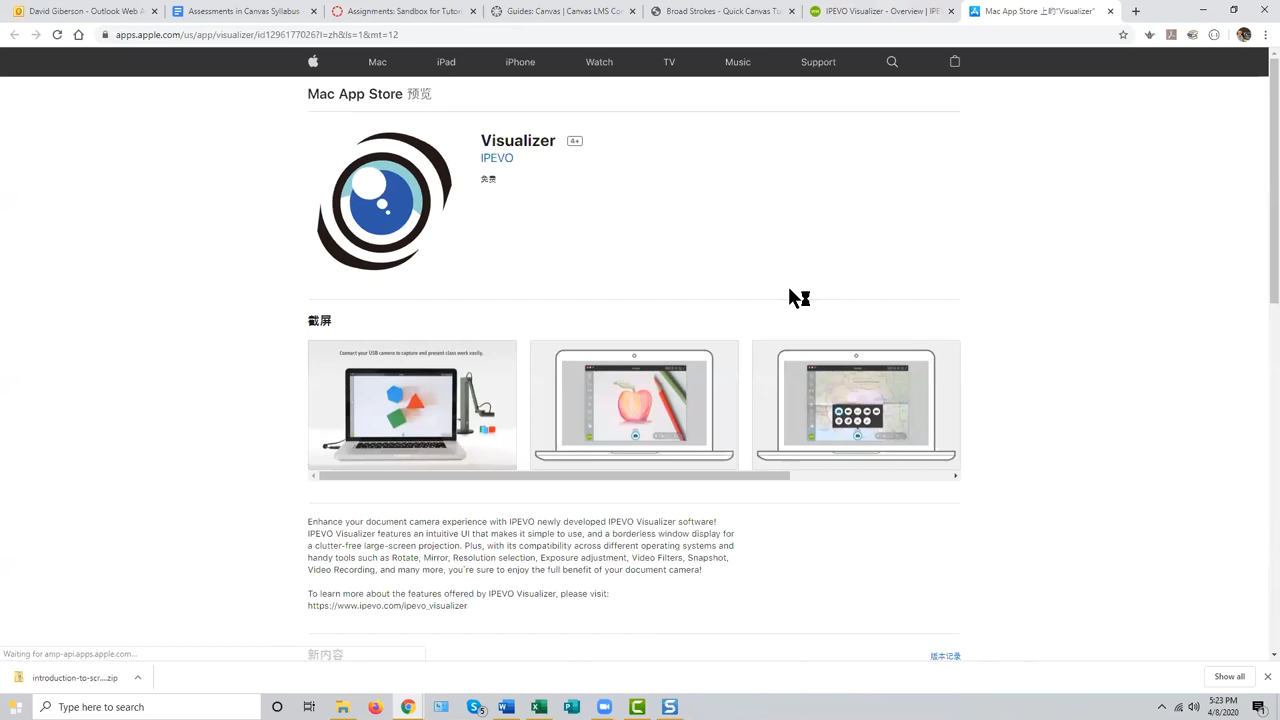 David Giberson - Outlook Web A
Assessments in Canvas Syllabus
Assignments: Sandbox for Tutor
Guides: Canvas | Canvas LMS Co
Broad Strokes - Quick Canvas Tu
IPEVO Visualizer - Overview | IPE
Mac App Store 上的"Visualizer"
apps.apple.com/us/app/visualizer/id1296177026?l=zh&ls=1&mt=12
Mac
iPad
iPhone
Watch
TV
Music
Support
Mac App Store 预览
Visualizer 4+
IPEVO
免费
截屏
Connect your USB camera to capture and present class work easily.
Enhance your document camera experience with IPEVO newly developed IPEVO Visualizer software!
IPEVO Visualizer features an intuitive UI that makes it simple to use, and a borderless window display for
a clutter-free large-screen projection. Plus, with its compatibility across different operating systems and
handy tools such as Rotate, Mirror, Resolution selection, Exposure adjustment, Video Filters, Snapshot,
Video Recording, and many more, you're sure to enjoy the full benefit of your document camera!
To learn more about the features offered by IPEVO Visualizer, please visit:
https://www.ipevo.com/ipevo_visualizer
新内容
版本记录
Waiting for amp-api.apps.apple.com...
introduction-to-scr....zip
Show all
Type here to search
5:23 PM
4/8/2020